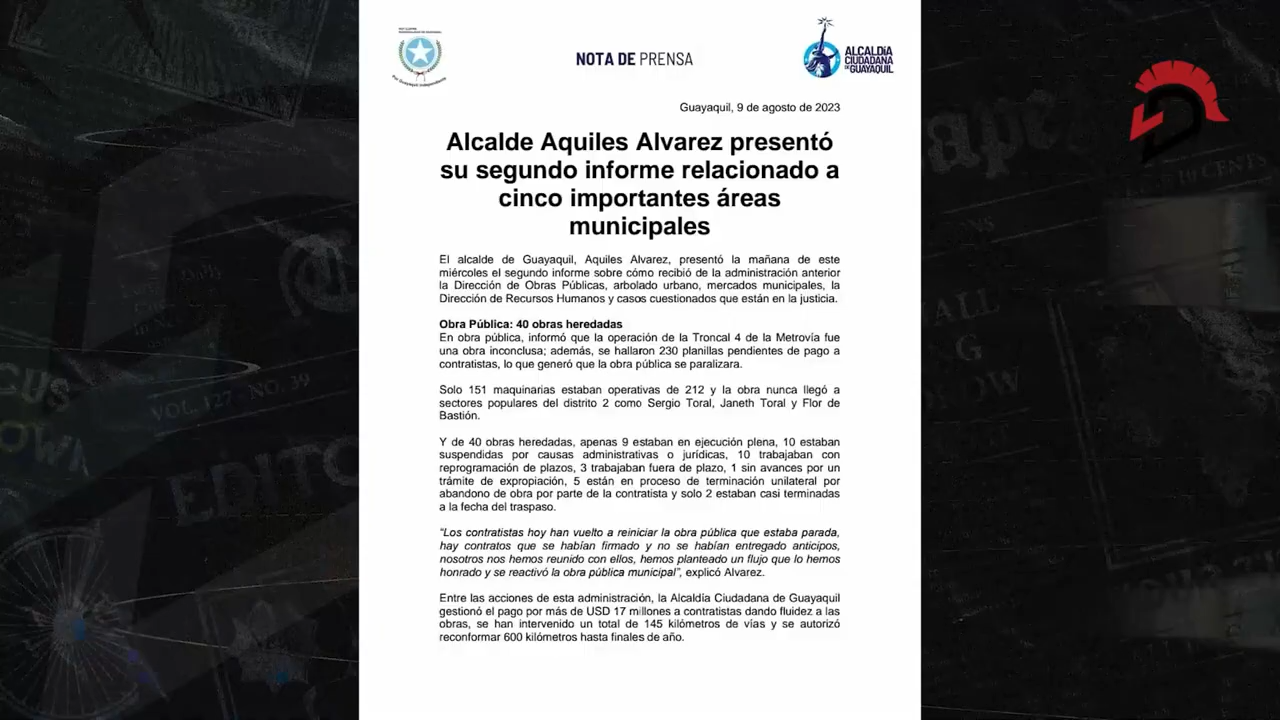 NOTA DE PRENSA
ALCALDÍA
CIUDADANA
DE GUAYAQUIL
Por Guayaquil Independiente
Guayaquil, 9 de agosto de 2023
Alcalde Aquiles Alvarez presentó
su segundo informe relacionado a
cinco importantes áreas
municipales
El alcalde de Guayaquil, Aquiles Alvarez, presentó la mañana de este
miércoles el segundo informe sobre cómo recibió de la administración anterior
la Dirección de Obras Públicas, arbolado urbano, mercados municipales, la
Dirección de Recursos Humanos y casos cuestionados que están en la justicia.
Obra Pública: 40 obras heredadas
En obra pública, informó que la operación de la Troncal 4 de la Metrovía fue
una obra inconclusa; además, se hallaron 230 planillas pendientes de pago a
contratistas, lo que generó que la obra pública se paralizara.
Solo 151 maquinarias estaban operativas de 212 y la obra nunca llegó a
sectores populares del distrito 2 como Sergio Toral, Janeth Toral y Flor de
Bastión.
Y de 40 obras heredadas, apenas 9 estaban en ejecución plena, 10 estaban
suspendidas por causas administrativas o jurídicas, 10 trabajaban con
reprogramación de plazos, 3 trabajaban fuera de plazo, 1 sin avances por un
trámite de expropiación, 5 están en proceso de terminación unilateral por
abandono de obra por parte de la contratista y solo 2 estaban casi terminadas
a la fecha del traspaso.
“Los contratistas hoy han vuelto a reiniciar la obra pública que estaba parada,
hay contratos que se habían firmado y no se habían entregado anticipos,
nosotros nos hemos reunido con ellos, hemos planteado un flujo que lo hemos
honrado y se reactivó la obra pública municipal”, explicó Alvarez.
Entre las acciones de esta administración, la Alcaldía Ciudadana de Guayaquil
gestionó el pago por más de USD 17 millones a contratistas dando fluidez a las
obras, se han intervenido un total de 145 kilómetros de vías y se autorizó
reconformar 600 kilómetros hasta finales de año.
VOL. 127 - NO. 39